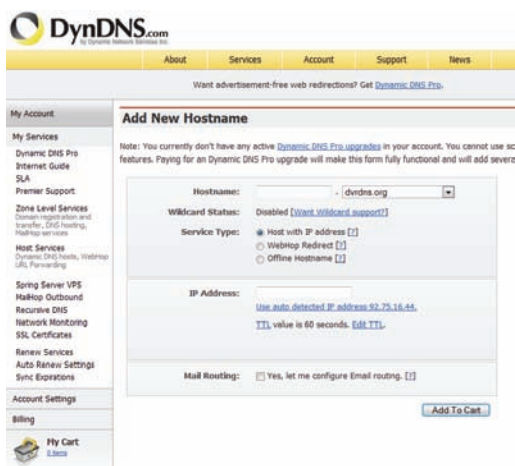 DynDNS.com
by Dynamic Network Services Inc.
About Services Account Support News
Want advertisement-free web redirections? Get Dynamic DNS Pro.
My Account
My Services
Dynamic DNS Pro
Internet Guide
SLA
Premier Support
Zone Level Services
Domain registration and
transfer, DNS hosting,
MailHop services
Host Services
Dynamic DNS hosts, WebHop
URL Forwarding
Spring Server VPS
MailHop Outbound
Recursive DNS
Network Monitoring
SSL Certificates
Renew Services
Auto Renew Settings
Sync Expirations
Account Settings
Billing
My Cart
0 items
Add New Hostname
Note: You currently don't have any active Dynamic DNS Pro upgrades in your account. You cannot use
features. Paying for an Dynamic DNS Pro upgrade will make this form fully functional and will add
Hostname: . dvrdns.org
Wildcard Status: Disabled [Want Wildcard support?]
Service Type: Host with IP address [?]
WebHop Redirect [?]
Offline Hostname [?]
IP Address:
Use auto detected IP address 92.75.16.44.
TTL value is 60 seconds. Edit TTL.
Mail Routing: Yes, let me configure Email routing. [?]
Add To Cart